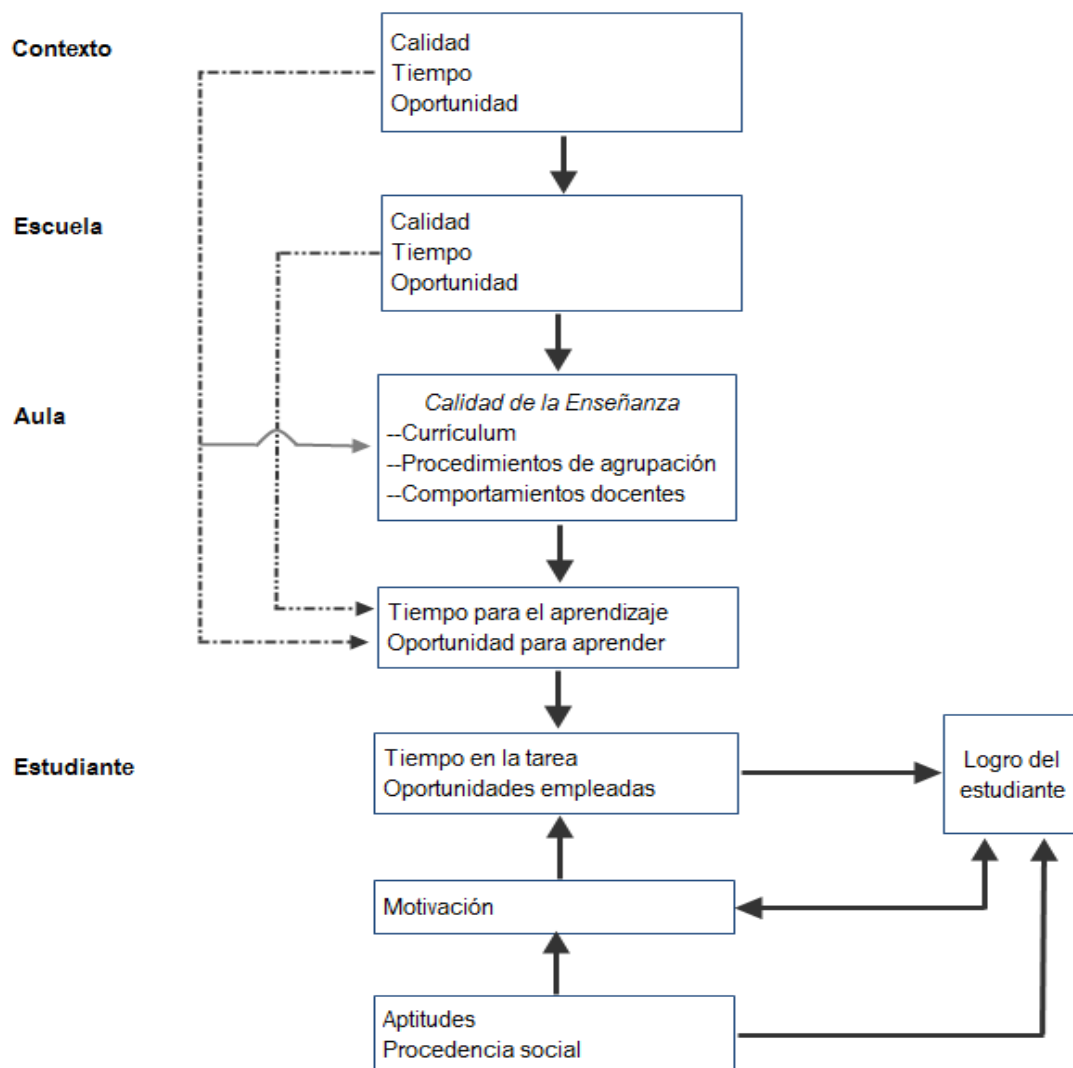 Contexto
Calidad
Tiempo
Oportunidad
Escuela
Calidad
Tiempo
Oportunidad
Aula
Calidad de la Enseñanza
--Currículum
--Procedimientos de agrupación
--Comportamientos docentes
Tiempo para el aprendizaje
Oportunidad para aprender
Estudiante
Tiempo en la tarea
Oportunidades empleadas
Logro del
estudiante
Motivación
Aptitudes
Procedencia social